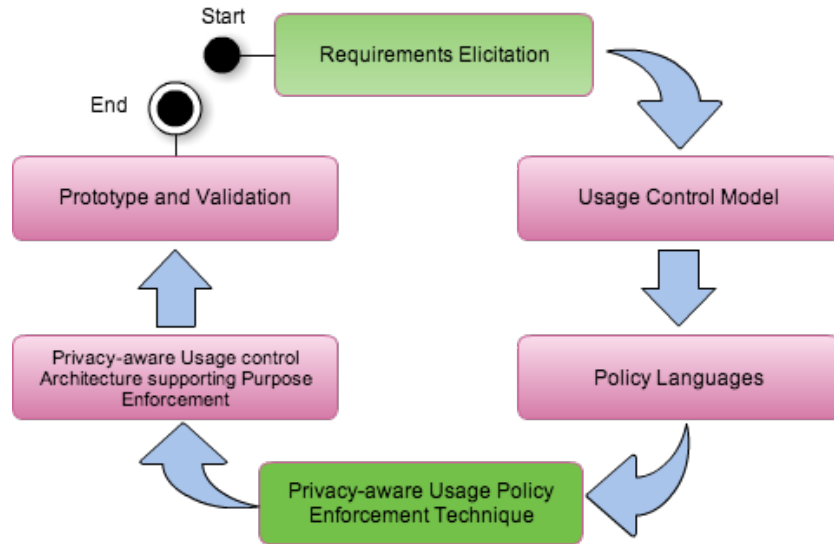 Start
Requirements Elicitation
End
Prototype and Validation
Usage Control Model
Privacy-aware Usage control
Architecture supporting Purpose
Enforcement
Policy Languages
Privacy-aware Usage Policy
Enforcement Technique